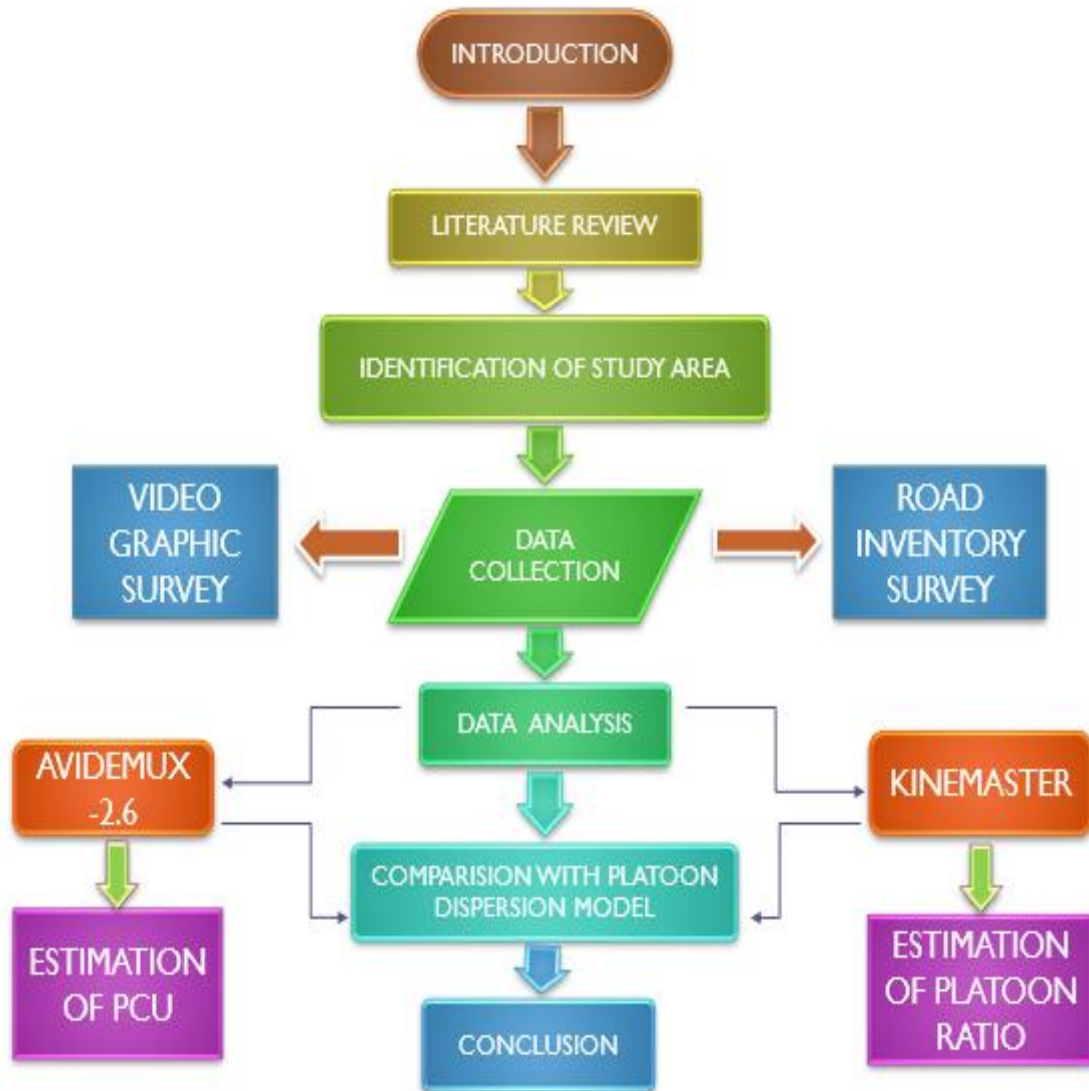 INTRODUCTION
LITERATURE REVIEW
IDENTIFICATION OF STUDY AREA
VIDEO
GRAPHIC
SURVEY
DATA
COLLECTION
ROAD
INVENTORY
SURVEY
DATA ANALYSIS
AVIDEMUX
-2.6
KINEMASTER
COMPARISION WITH PLATOON
DISPERSION MODEL
ESTIMATION
OF PCU
ESTIMATION
OF PLATOON
RATIO
CONCLUSION